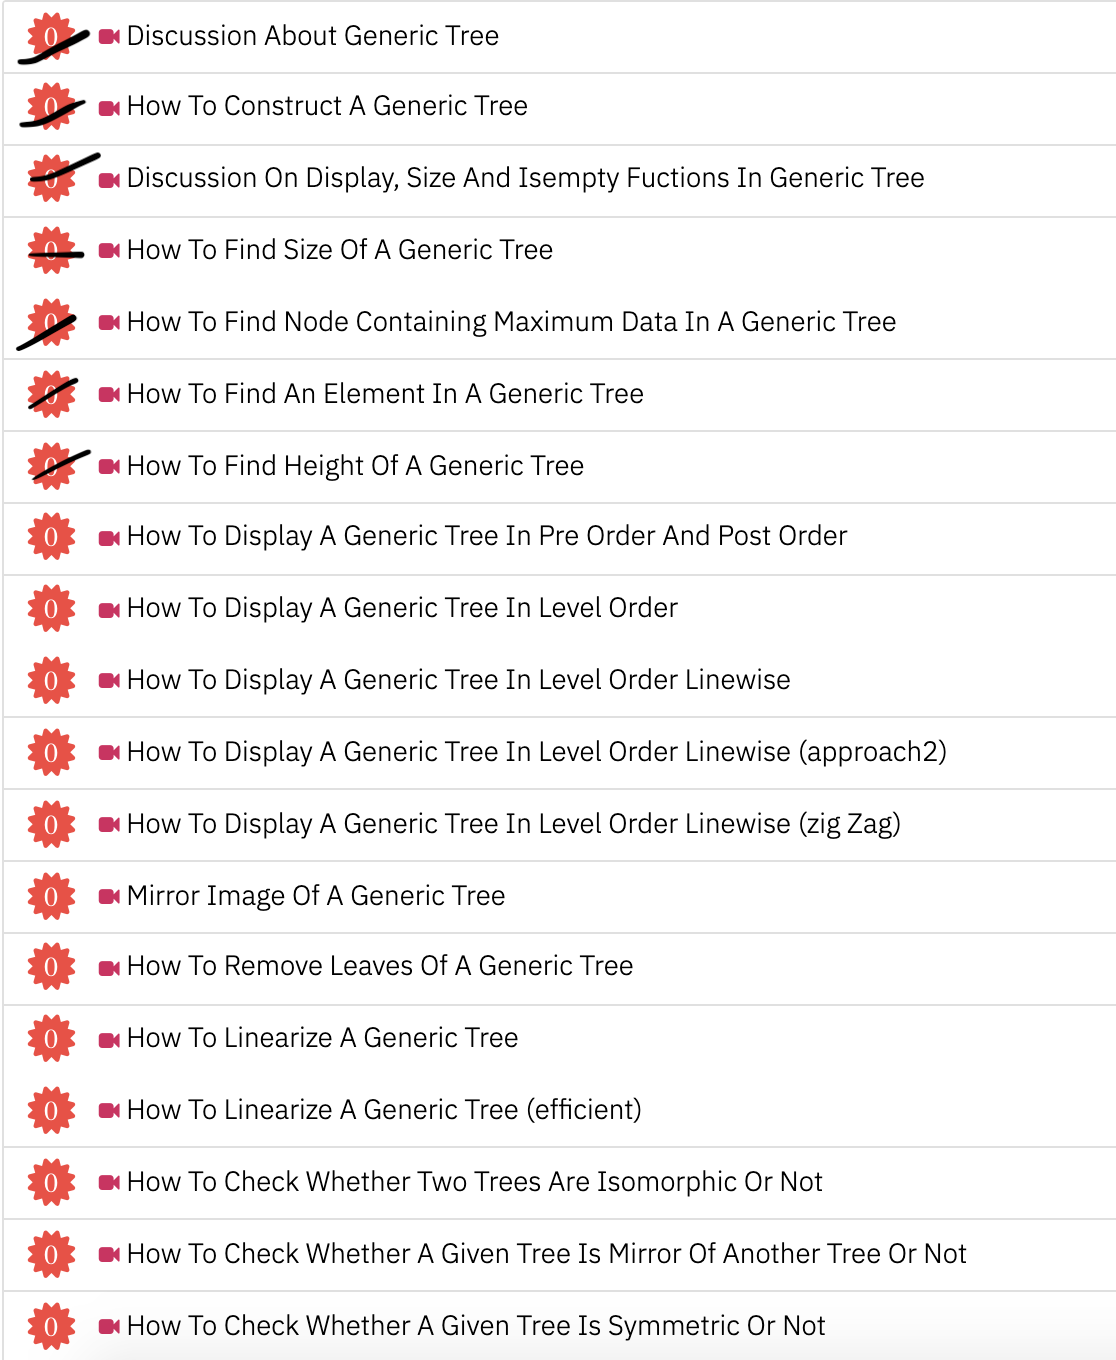 0 Discussion About Generic Tree
0 How To Construct A Generic Tree
0 Discussion On Display, Size And Isempty Fuctions In Generic Tree
0 How To Find Size Of A Generic Tree
0 How To Find Node Containing Maximum Data In A Generic Tree
0 How To Find An Element In A Generic Tree
0 How To Find Height Of A Generic Tree
0 How To Display A Generic Tree In Pre Order And Post Order
0 How To Display A Generic Tree In Level Order
0 How To Display A Generic Tree In Level Order Linewise
0 How To Display A Generic Tree In Level Order Linewise (approach2)
0 How To Display A Generic Tree In Level Order Linewise (zig Zag)
0 Mirror Image Of A Generic Tree
0 How To Remove Leaves Of A Generic Tree
0 How To Linearize A Generic Tree
0 How To Linearize A Generic Tree (efficient)
0 How To Check Whether Two Trees Are Isomorphic Or Not
0 How To Check Whether A Given Tree Is Mirror Of Another Tree Or Not
0 How To Check Whether A Given Tree Is Symmetric Or Not